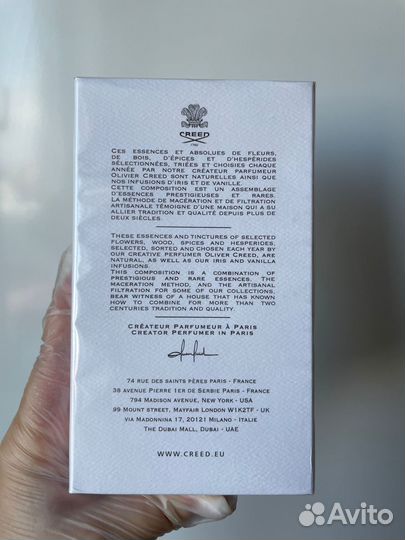 CREED
1760
CES ESSENCES ET ABSOLUES DE FLEURS,
DE BOIS, D'ÉPICES ET D'HESPÉRIDES
SÉLECTIONNÉES, TRIÉES ET CHOISIES CHAQUE
ANNÉE PAR NOTRE CRÉATEUR PARFUMEUR
OLIVIER CREED SONT NATURELLES AINSI QUE
NOS INFUSIONS D'IRIS ET DE VANILLE.
CETTE COMPOSITION EST UN ASSEMBLAGE
D'ESSENCES PRESTIGIEUSES ET RARES.
LA MÉTHODE DE MACÉRATION ET DE FILTRATION
ARTISANALE TÉMOIGNE D'UNE MAISON QUI A SU
ALLIER TRADITION ET QUALITÉ DEPUIS PLUS DE
DEUX SIÈCLES.
THESE ESSENCES AND TINCTURES OF SELECTED
FLOWERS, WOOD, SPICES AND HESPERIDES,
SELECTED, SORTED AND CHOSEN EACH YEAR BY
OUR CREATIVE PERFUMER OLIVER CREED, ARE
NATURAL, AS WELL AS OUR IRIS AND VANILLA
INFUSIONS.
THIS COMPOSITION IS A COMBINATION OF
PRESTIGIOUS AND RARE ESSENCES. THE
MACERATION METHOD, AND THE ARTISANAL
FILTRATION FOR SOME OF OUR COLLECTIONS,
BEAR WITNESS OF A HOUSE THAT HAS KNOWN
HOW TO COMBINE FOR MORE THAN TWO
CENTURIES TRADITION AND QUALITY.
CRÉATEUR PARFUMEUR À PARIS
CREATOR PERFUMER IN PARIS
74 RUE DES SAINTS PÈRES PARIS - FRANCE
38 AVENUE PIERRE 1ER DE SERBIE PARIS - FRANCE
794 MADISON AVENUE, NEW YORK - USA
99 MOUNT STREET, MAYFAIR LONDON W1K2TF - UK
VIA MADONNINA 17, 20121 MILANO - ITALIE
THE DUBAI MALL, DUBAI - UAE
WWW.CREED.EU
Avito